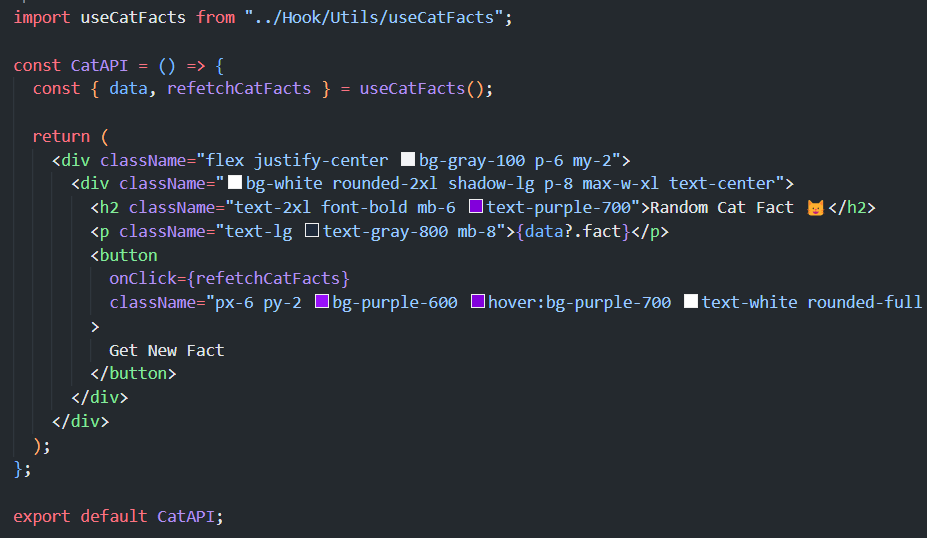 import useCatFacts from "../Hook/Utils/useCatFacts";
const CatAPI = () => {
const { data, refetchCatFacts } = useCatFacts();
return (
<div className="flex justify-center bg-gray-100 p-6 my-2">
<div className="bg-white rounded-2xl shadow-lg p-8 max-w-xl text-center">
<h2 className="text-2xl font-bold mb-6 text-purple-700">Random Cat Fact 🐱</h2>
<p className="text-lg text-gray-800 mb-8">{data?.fact}</p>
<button
onClick={refetchCatFacts}
className="px-6 py-2 bg-purple-600 hover:bg-purple-700 text-white rounded-full
>
Get New Fact
</button>
</div>
</div>
);
};
export default CatAPI;